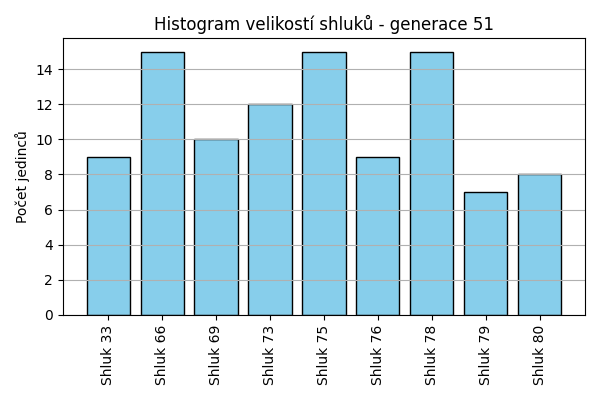 Histogram velikostí shluků - generace 51
Počet jedinců
14
12
10
8
6
4
2
0
Shluk 33
Shluk 66
Shluk 69
Shluk 73
Shluk 75
Shluk 76
Shluk 78
Shluk 79
Shluk 80